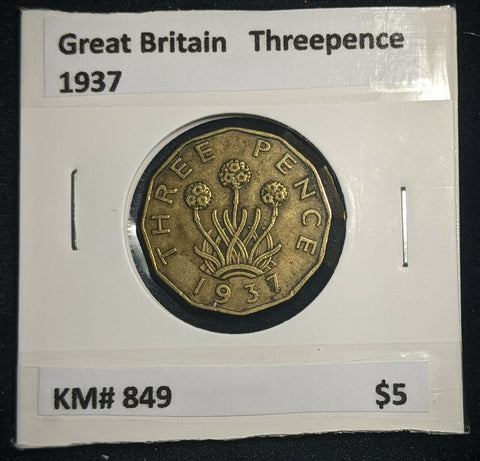 Great Britain Threepence
1937
THREE PENCE
1937
KM# 849 $5